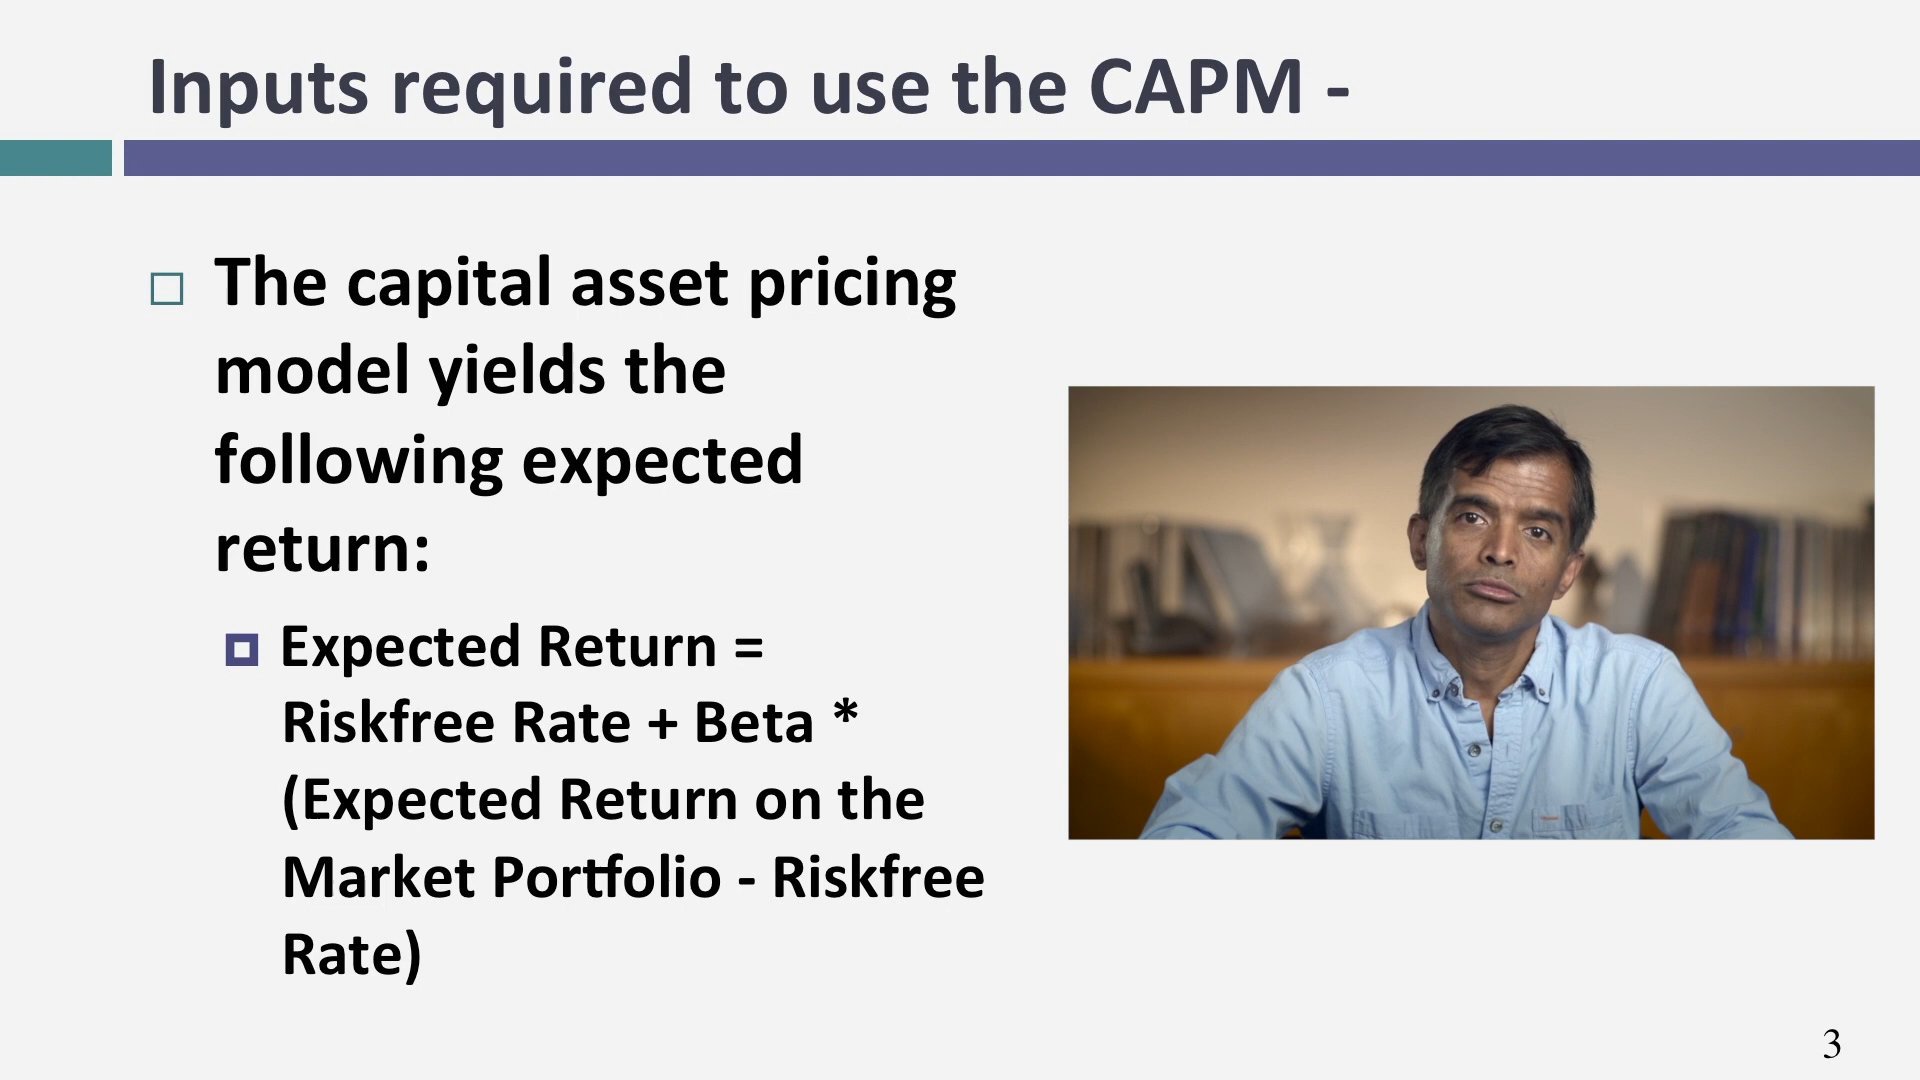 Inputs required to use the CAPM -
The capital asset pricing
model yields the
following expected
return:
Expected Return =
Riskfree Rate + Beta *
(Expected Return on the
Market Portfolio - Riskfree
Rate)
3